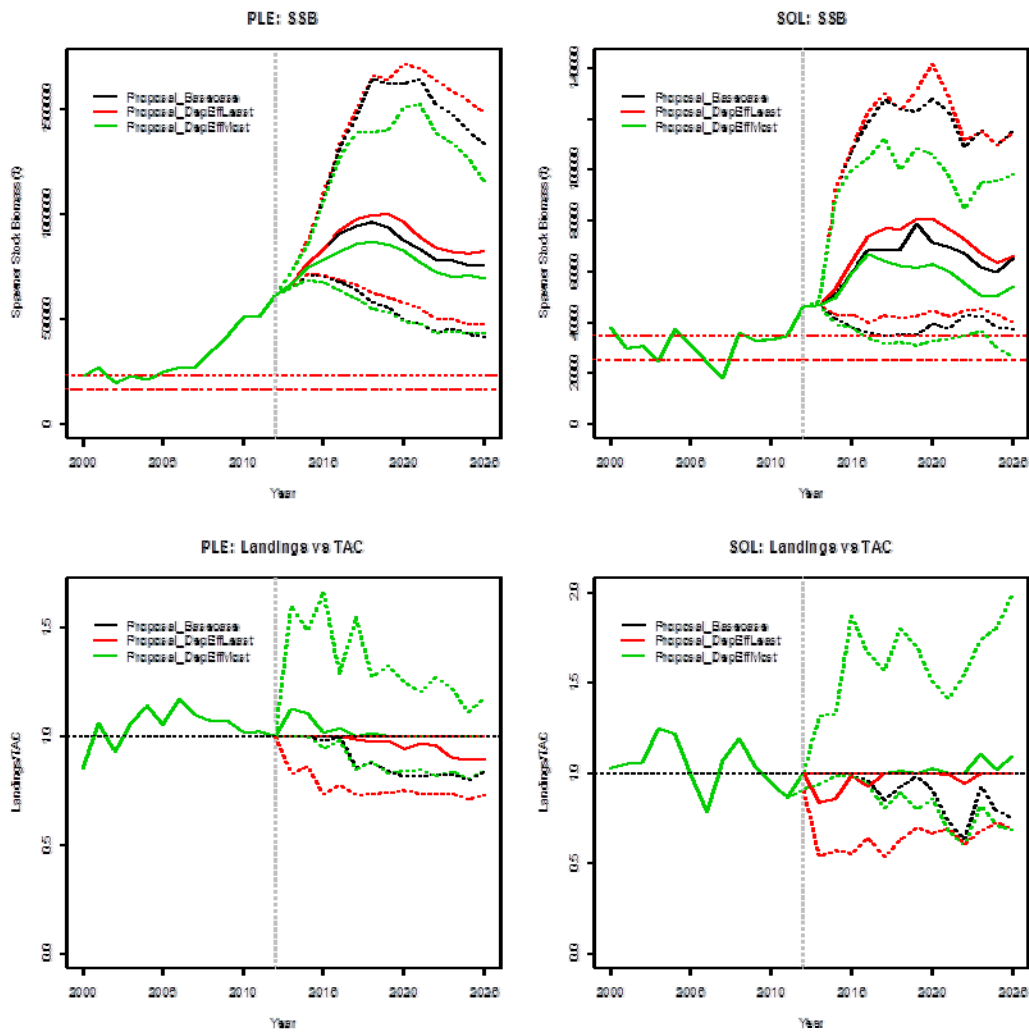 PLE: SSB
Spawner Stock Biomass (t)
0 500000 1000000 1500000
Proposal_Basecase
Proposal_DepEffLeast
Proposal_DepEffMost
2000 2005 2010 2015 2020 2025
Year
SOL: SSB
Spawner Stock Biomass (t)
0 20000 40000 60000 80000 100000 140000
Proposal_Basecase
Proposal_DepEffLeast
Proposal_DepEffMost
2000 2005 2010 2015 2020 2025
Year
PLE: Landings vs TAC
Landings/TAC
0.0 0.5 1.0 1.5
Proposal_Basecase
Proposal_DepEffLeast
Proposal_DepEffMost
2000 2005 2010 2015 2020 2025
Year
SOL: Landings vs TAC
Landings/TAC
0.0 0.5 1.0 1.5 2.0
Proposal_Basecase
Proposal_DepEffLeast
Proposal_DepEffMost
2000 2005 2010 2015 2020 2025
Year